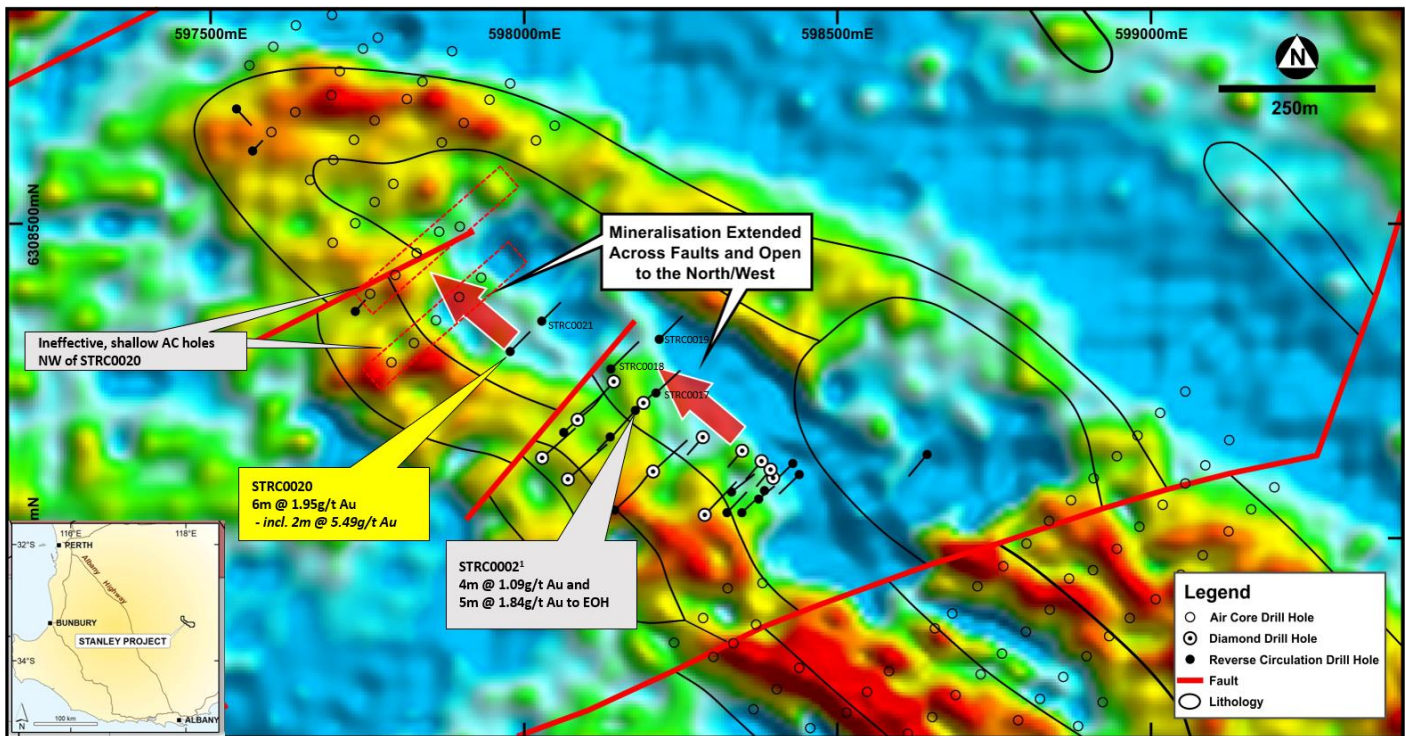 597500mE
598000mE
598500mE
599000mE
N
250m
6308500mN
Mineralisation Extended
Across Faults and Open
to the North/West
Ineffective, shallow AC holes
NW of STRC0020
STRC0021
STRC0019
STRC0018
STRC0017
STRC0020
6m @ 1.95g/t Au
- incl. 2m @ 5.49g/t Au
STRC0002¹
4m @ 1.09g/t Au and
5m @ 1.84g/t Au to EOH
mN
116°E
118°E
32°S
PERTH
Albany Highway
BUNBURY
STANLEY PROJECT
34°S
100 km
N
ALBANY
Legend
Air Core Drill Hole
Diamond Drill Hole
Reverse Circulation Drill Hole
Fault
Lithology